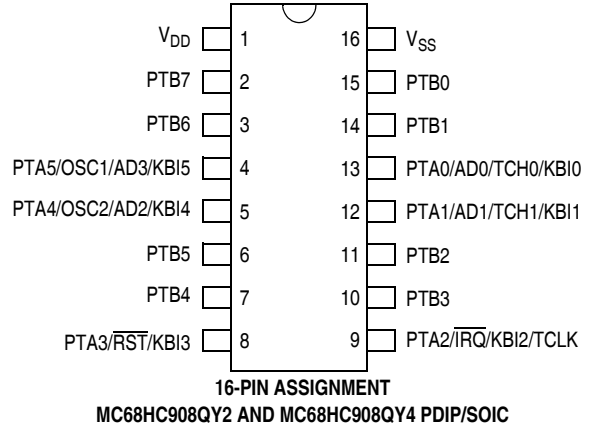 VDD 1 16 VSS
PTB7 2 15 PTB0
PTB6 3 14 PTB1
PTA5/OSC1/AD3/KBI5 4 13 PTA0/AD0/TCH0/KBI0
PTA4/OSC2/AD2/KBI4 5 12 PTA1/AD1/TCH1/KBI1
PTB5 6 11 PTB2
PTB4 7 10 PTB3
PTA3/R̅S̅T̅/KBI3 8 9 PTA2/I̅R̅Q̅/KBI2/TCLK
16-PIN ASSIGNMENT
MC68HC908QY2 AND MC68HC908QY4 PDIP/SOIC